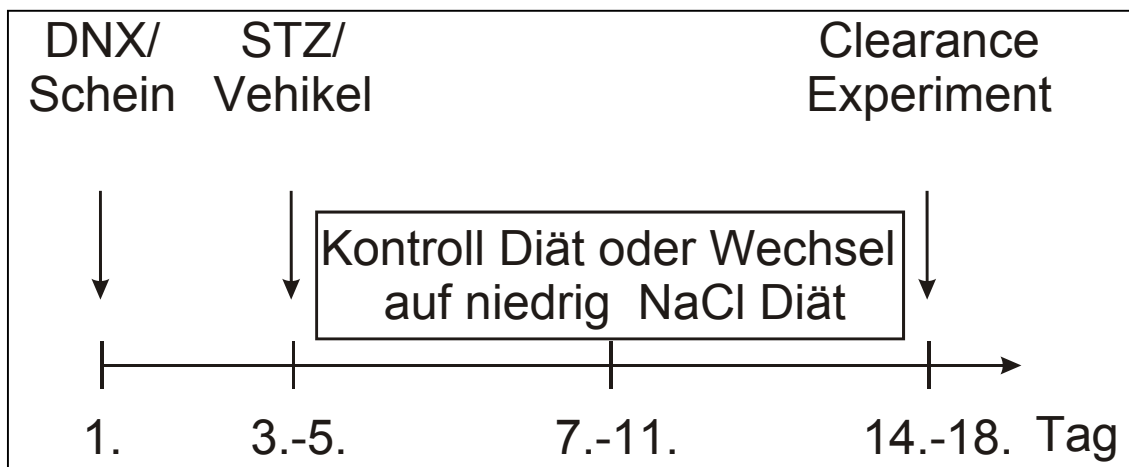 DNX/
Schein
STZ/
Vehikel
Clearance
Experiment
Kontroll Diät oder Wechsel
auf niedrig NaCl Diät
1.
3.-5.
7.-11.
14.-18.
Tag